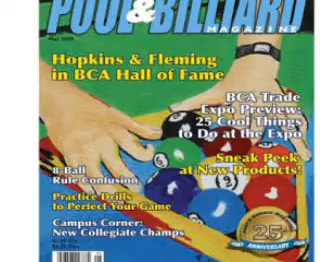 POOL & BILLIARD
MAGAZINE
Hopkins & Fleming
in BCA Hall of Fame
BCA Trade
Expo Preview:
25 Cool Things
to Do at the Expo
Sneak Peek
at New Products!
8-Ball
Rule Confusion
Practice Drills
to Perfect Your Game
Campus Corner:
New Collegiate Champs
25
ANNIVERSARY